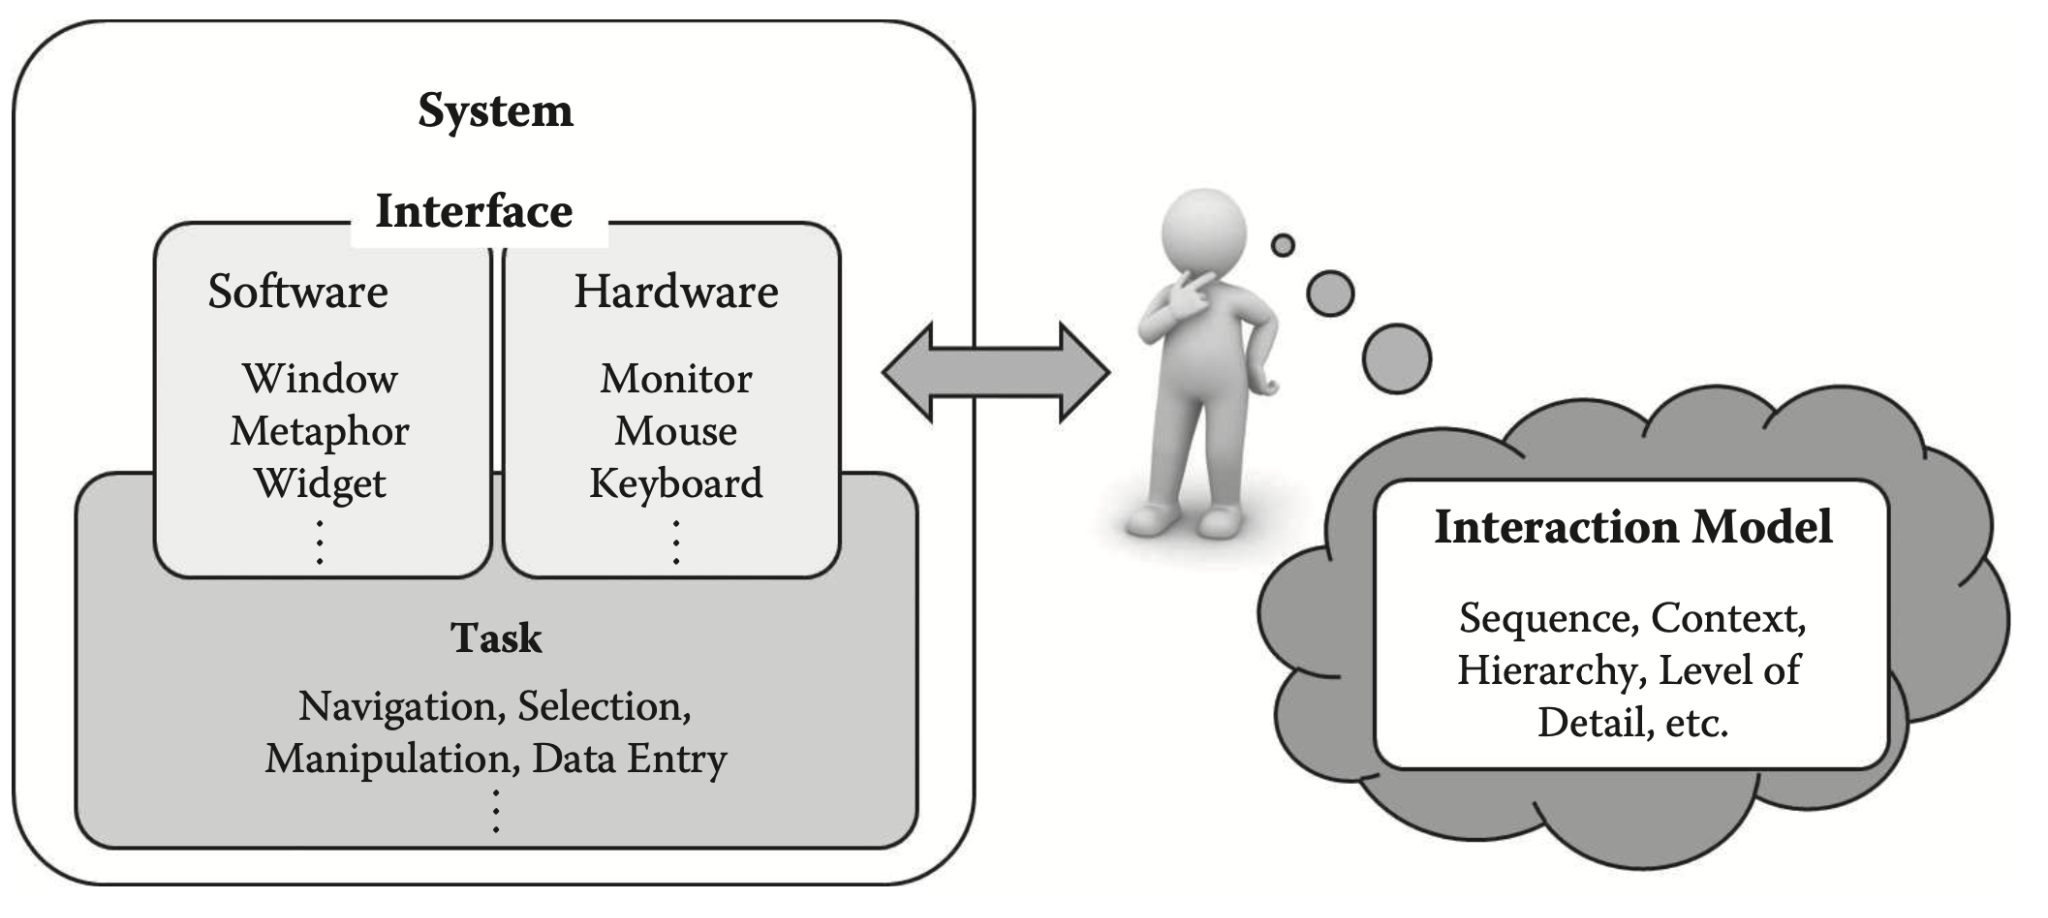 System
Interface
Software
Window
Metaphor
Widget
Hardware
Monitor
Mouse
Keyboard
Task
Navigation, Selection,
Manipulation, Data Entry
Interaction Model
Sequence, Context,
Hierarchy, Level of
Detail, etc.